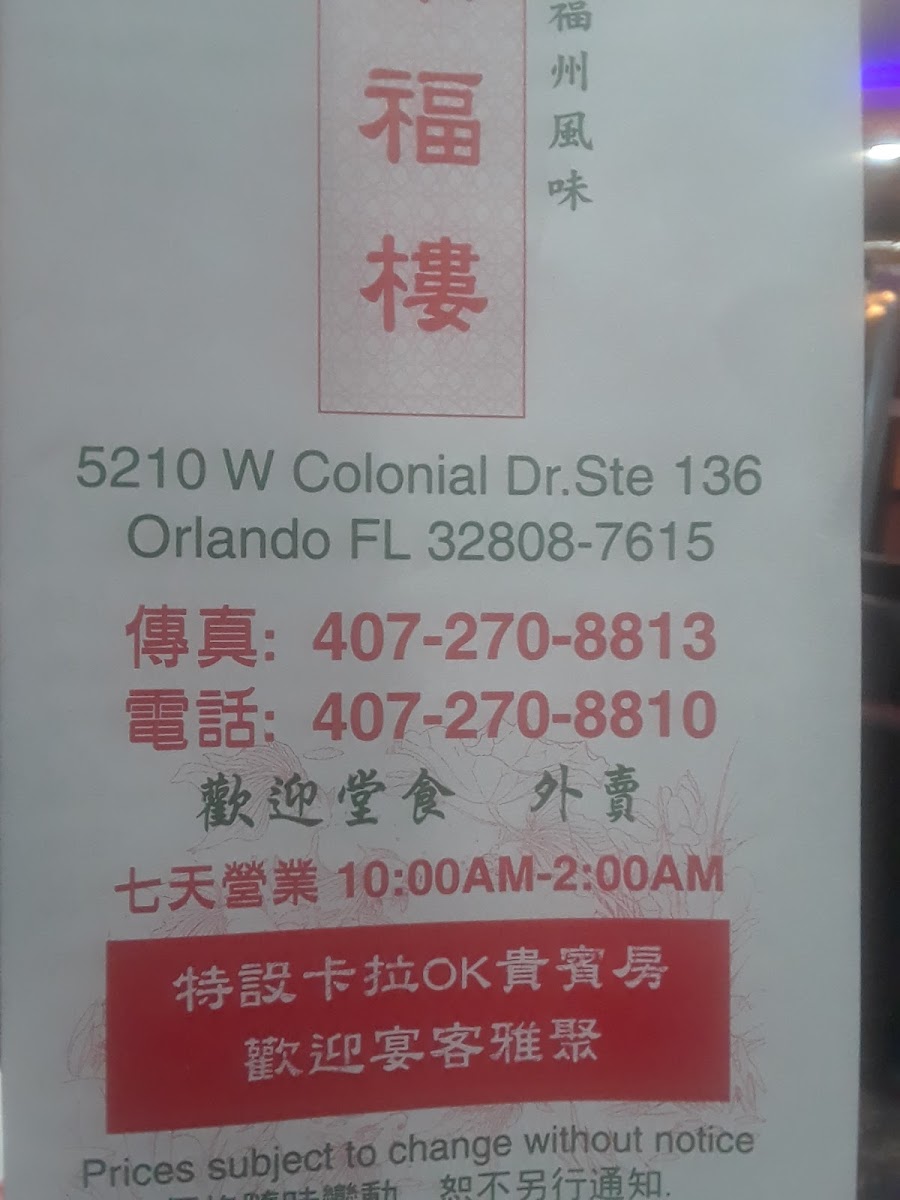 福樓
福州風味
5210 W Colonial Dr.Ste 136
Orlando FL 32808-7615
傳真: 407-270-8813
電話: 407-270-8810
歡迎堂食 外賣
七天營業 10:00AM-2:00AM
特設卡拉OK貴賓房
歡迎宴客雅聚
Prices subject to change without notice
恕不另行通知.